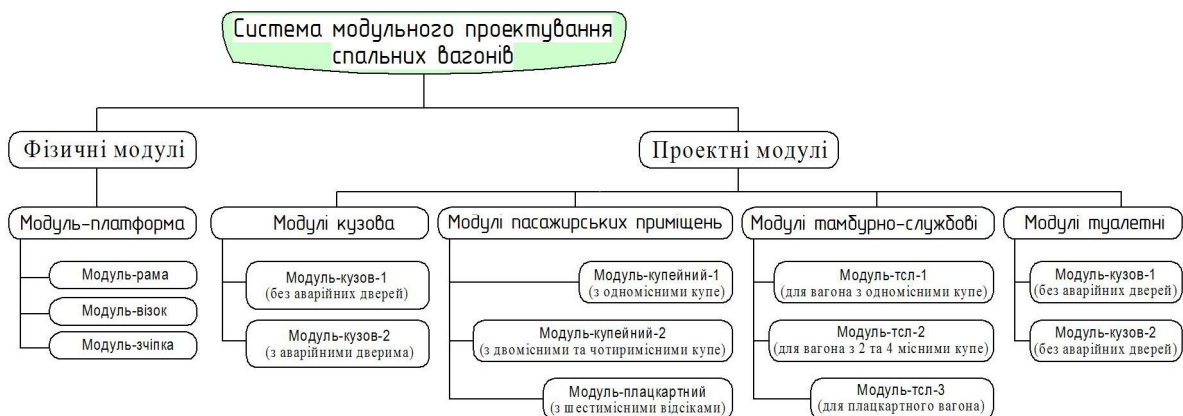 Система модульного проектування
спальних вагонів
Фізичні модулі
Проектні модулі
Модуль-платформа
Модулі кузова
Модулі пасажирських приміщень
Модулі тамбурно-службові
Модулі туалетні
Модуль-рама
Модуль-візок
Модуль-зчіпка
Модуль-кузов-1
(без аварійних дверей)
Модуль-кузов-2
(з аварійними дверима)
Модуль-купейний-1
(з одномісними купе)
Модуль-купейний-2
(з двомісними та чотиримісними купе)
Модуль-плацкартний
(з шестимісними відсіками)
Модуль-тсл-1
(для вагона з одномісними купе)
Модуль-тсл-2
(для вагона з 2 та 4 місними купе)
Модуль-тсл-3
(для плацкартного вагона)
Модуль-кузов-1
(без аварійних дверей)
Модуль-кузов-2
(без аварійних дверей)